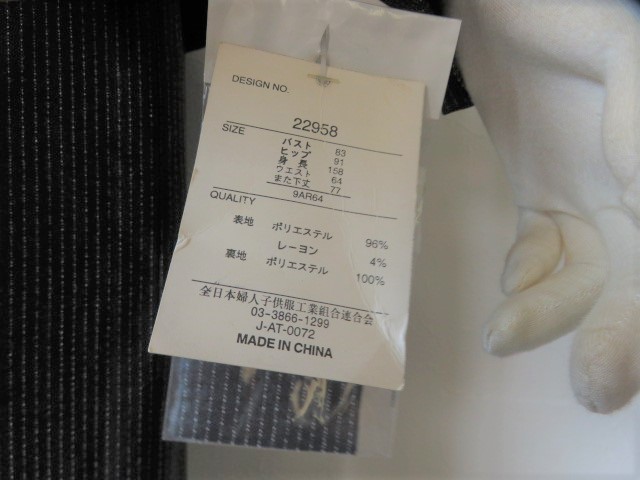 DESIGN NO.
22958
SIZE
バスト 83
ヒップ 91
身長 158
ウエスト 64
また下丈 77
9AR64
QUALITY
表地 ポリエステル 96%
レーヨン 4%
裏地 ポリエステル 100%
全日本婦人子供服工業組合連合会
03-3866-1299
J-AT-0072
MADE IN CHINA